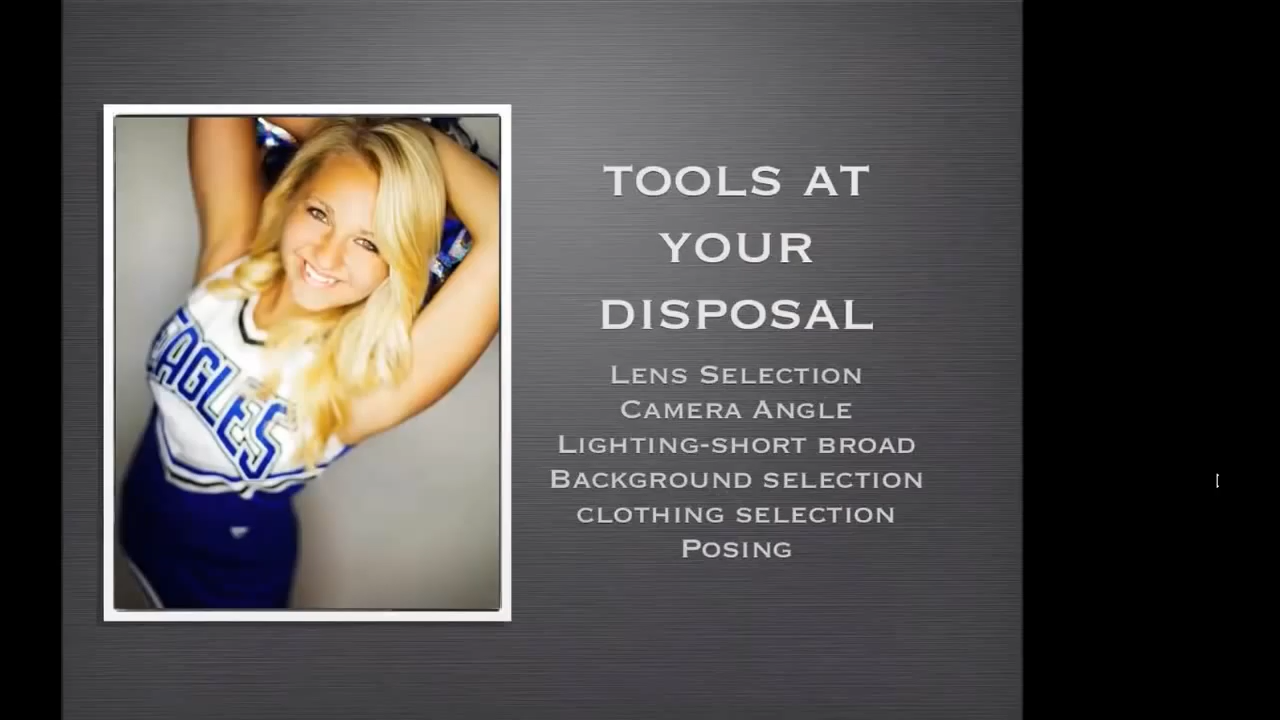 EAGLES
TOOLS AT
YOUR
DISPOSAL
Lens Selection
Camera Angle
Lighting-short broad
Background selection
clothing selection
Posing